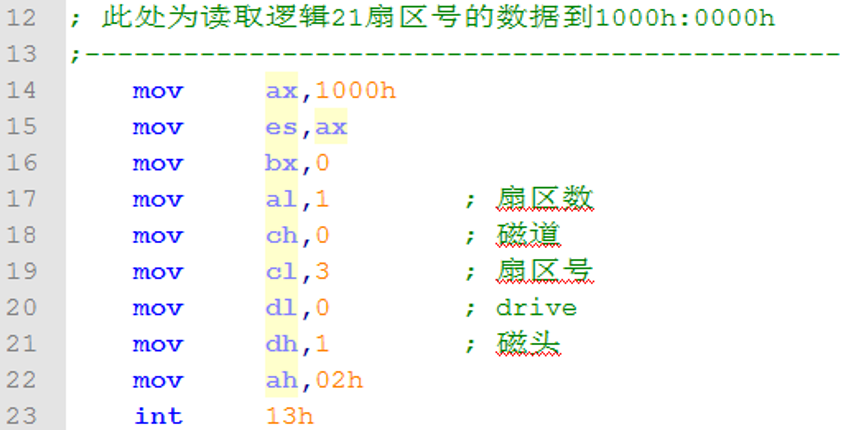 12 ; 此处为读取逻辑21扇区号的数据到1000h:0000h
13 ;-----------------------------------------------
14 mov ax,1000h
15 mov es,ax
16 mov bx,0
17 mov al,1 ; 扇区数
18 mov ch,0 ; 磁道
19 mov cl,3 ; 扇区号
20 mov dl,0 ; drive
21 mov dh,1 ; 磁头
22 mov ah,02h
23 int 13h